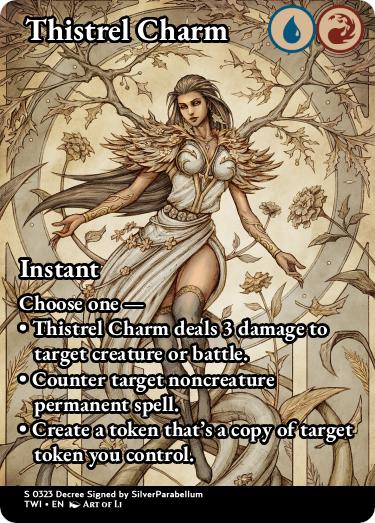 Thistrel Charm
Instant
Choose one —
• Thistrel Charm deals 3 damage to
target creature or battle.
• Counter target noncreature
permanent spell.
• Create a token that's a copy of target
token you control.
S 0323 Decree Signed by SilverParabellum
TWI • EN Art of Li